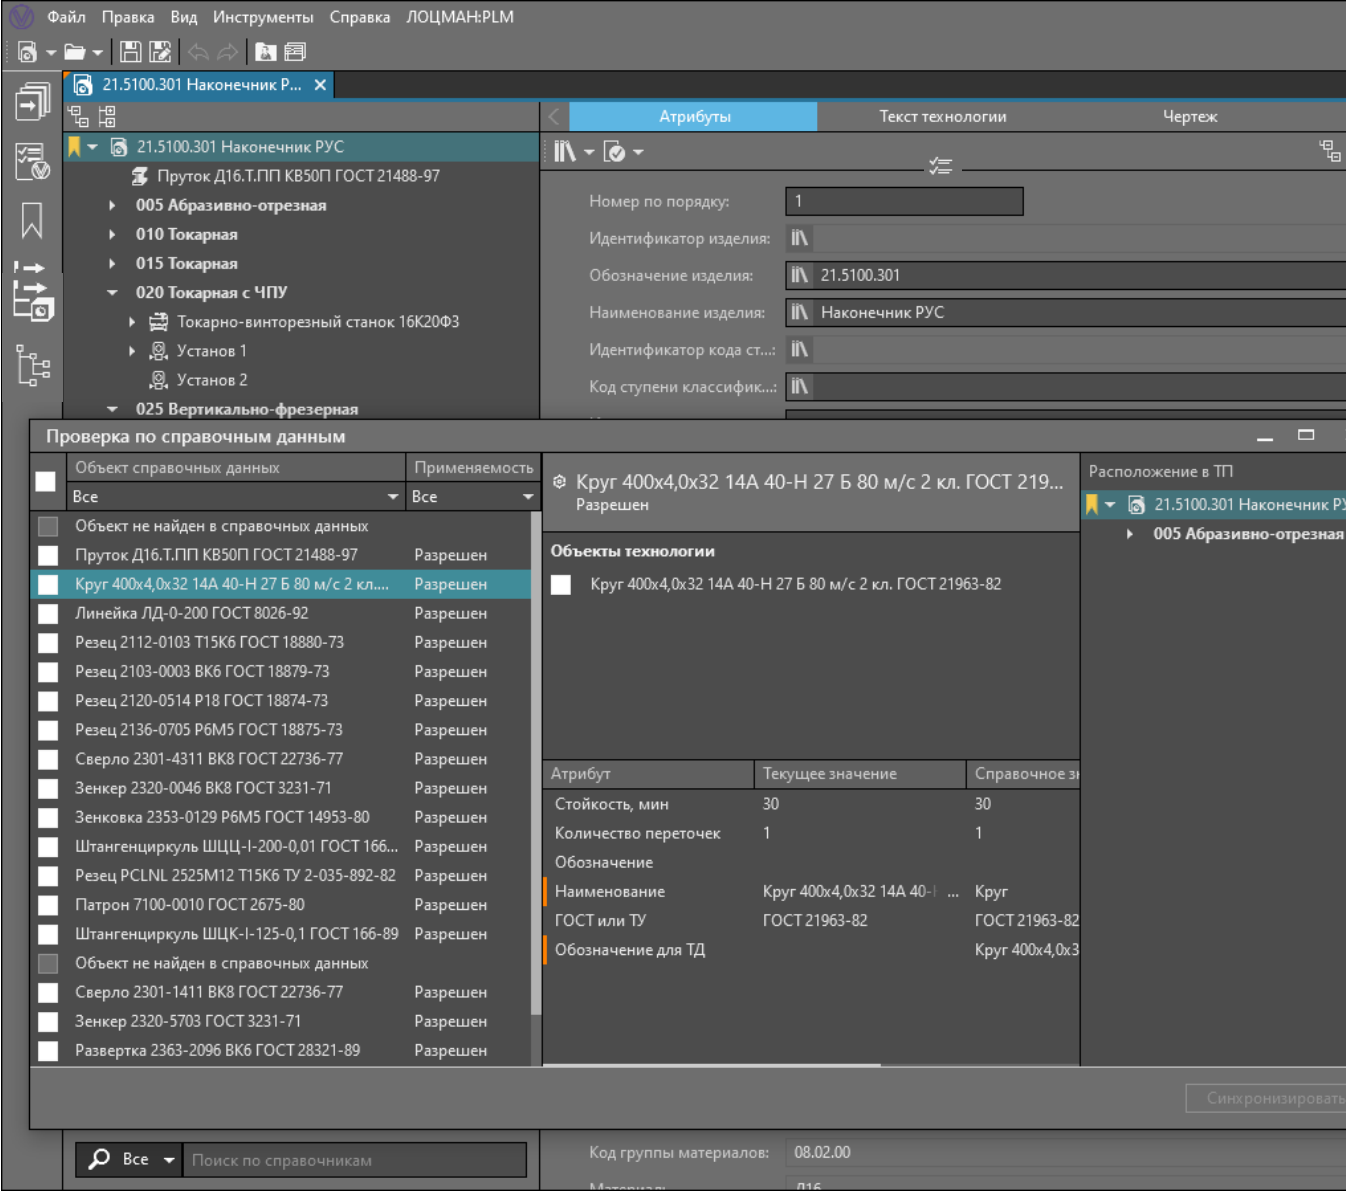 Файл Правка Вид Инструменты Справка ЛОЦМАН:PLM
21.5100.301 Наконечник Р...
Атрибуты Текст технологии Чертеж
21.5100.301 Наконечник РУС
Пруток Д16.Т.ПП КВ50П ГОСТ 21488-97
005 Абразивно-отрезная
010 Токарная
015 Токарная
020 Токарная с ЧПУ
Токарно-винторезный станок 16К20Ф3
Установ 1
Установ 2
025 Вертикально-фрезерная
Номер по порядку: 1
Идентификатор изделия:
Обозначение изделия: 21.5100.301
Наименование изделия: Наконечник РУС
Идентификатор кода ст...:
Код ступени классифик...:
Проверка по справочным данным
Объект справочных данных Применяемость
Все Все
Объект не найден в справочных данных
Пруток Д16.Т.ПП КВ50П ГОСТ 21488-97 Разрешен
Круг 400х4,0х32 14А 40-Н 27 Б 80 м/с 2 кл.... Разрешен
Линейка ЛД-0-200 ГОСТ 8026-92 Разрешен
Резец 2112-0103 Т15К6 ГОСТ 18880-73 Разрешен
Резец 2103-0003 ВК6 ГОСТ 18879-73 Разрешен
Резец 2120-0514 Р18 ГОСТ 18874-73 Разрешен
Резец 2136-0705 Р6М5 ГОСТ 18875-73 Разрешен
Сверло 2301-4311 ВК8 ГОСТ 22736-77 Разрешен
Зенкер 2320-0046 ВК8 ГОСТ 3231-71 Разрешен
Зенковка 2353-0129 Р6М5 ГОСТ 14953-80 Разрешен
Штангенциркуль ШЦЦ-I-200-0,01 ГОСТ 166... Разрешен
Резец PCLNL 2525М12 Т15К6 ТУ 2-035-892-82 Разрешен
Патрон 7100-0010 ГОСТ 2675-80 Разрешен
Штангенциркуль ШЦК-I-125-0,1 ГОСТ 166-89 Разрешен
Объект не найден в справочных данных
Сверло 2301-1411 ВК8 ГОСТ 22736-77 Разрешен
Зенкер 2320-5703 ГОСТ 3231-71 Разрешен
Развертка 2363-2096 ВК6 ГОСТ 28321-89 Разрешен
Круг 400х4,0х32 14А 40-Н 27 Б 80 м/с 2 кл. ГОСТ 219...
Разрешен
Объекты технологии
Круг 400х4,0х32 14А 40-Н 27 Б 80 м/с 2 кл. ГОСТ 21963-82
Атрибут Текущее значение Справочное зн
Стойкость, мин 30 30
Количество переточек 1 1
Обозначение
Наименование Круг 400х4,0х32 14А 40-Н ... Круг
ГОСТ или ТУ ГОСТ 21963-82 ГОСТ 21963-82
Обозначение для ТД Круг 400х4,0х3
Расположение в ТП
21.5100.301 Наконечник РУ
005 Абразивно-отрезная
Синхронизировать
Все Поиск по справочникам
Код группы материалов: 08.02.00
Материал: Д16